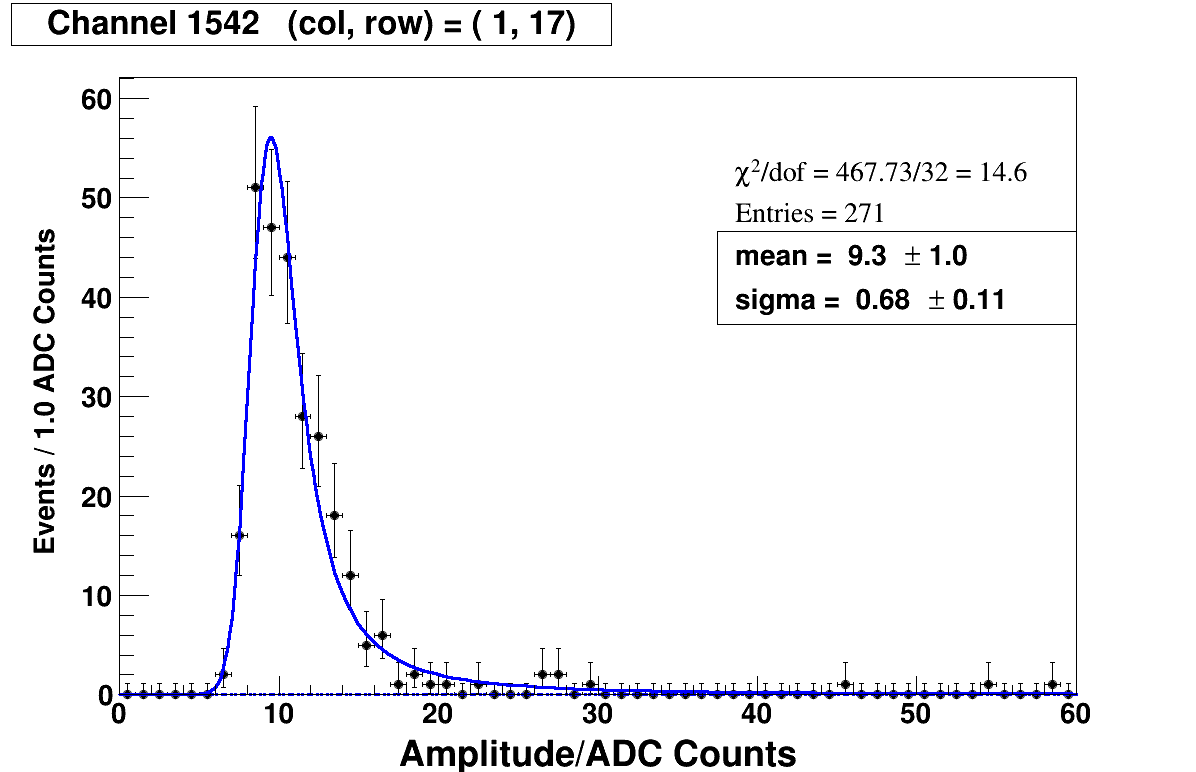 Channel 1542 (col, row) = ( 1, 17)
χ²/dof = 467.73/32 = 14.6
Entries = 271
mean = 9.3 ± 1.0
sigma = 0.68 ± 0.11
Events / 1.0 ADC Counts
60
50
40
30
20
10
0
0 10 20 30 40 50 60
Amplitude/ADC Counts